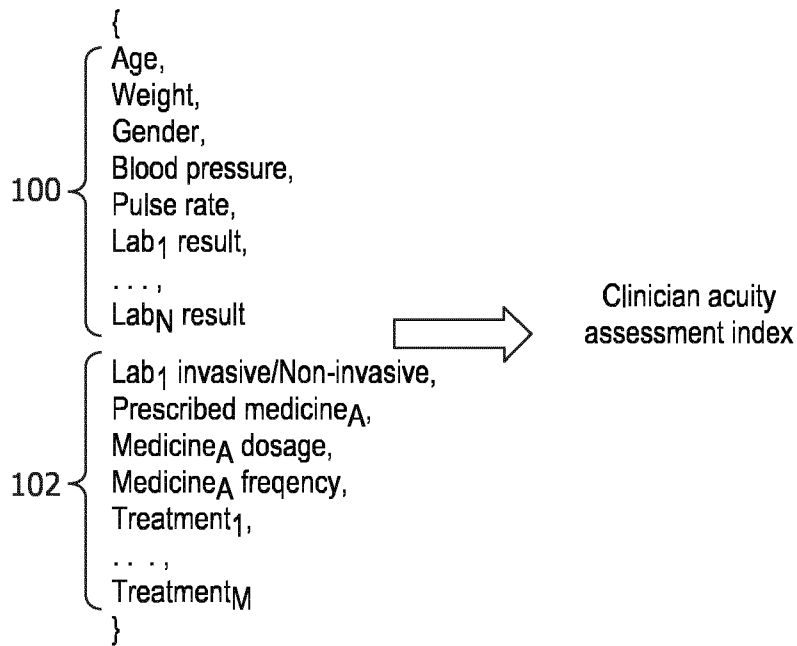 {
Age,
Weight,
Gender,
Blood pressure,
100
Pulse rate,
Lab1 result,
. . . ,
LabN result
Clinician acuity
assessment index
Lab1 invasive/Non-invasive,
Prescribed medicineA,
MedicineA dosage,
102
MedicineA freqency,
Treatment1,
. . . ,
TreatmentM
}